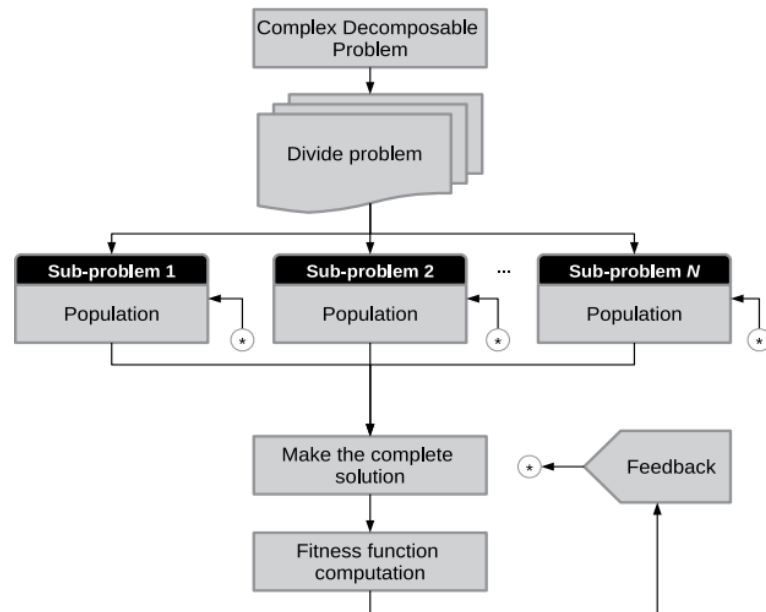 Complex Decomposable
Problem
Divide problem
Sub-problem 1
Sub-problem 2
...
Sub-problem N
Population
Population
Population
*
*
*
Make the complete
solution
*
Feedback
Fitness function
computation